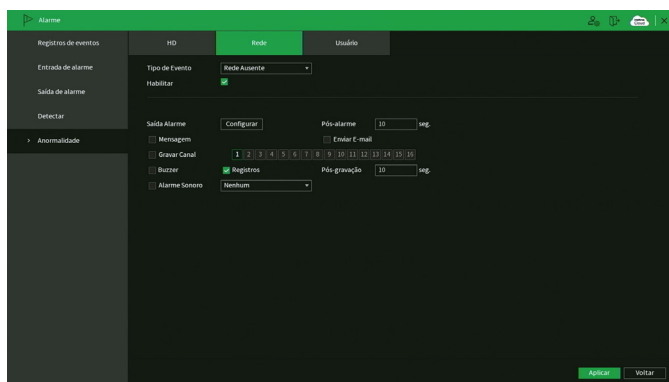 Alarme
Registros de eventos
Entrada de alarme
Saída de alarme
Detectar
> Anormalidade
HD Rede Usuário
Tipo de Evento Rede Ausente
Habilitar
Saída Alarme Configurar Pós-alarme 10 seg.
Mensagem Enviar E-mail
Gravar Canal 1 2 3 4 5 6 7 8 9 10 11 12 13 14 15 16
Buzzer Registros Pós-gravação 10 seg.
Alarme Sonoro Nenhum
Aplicar Voltar